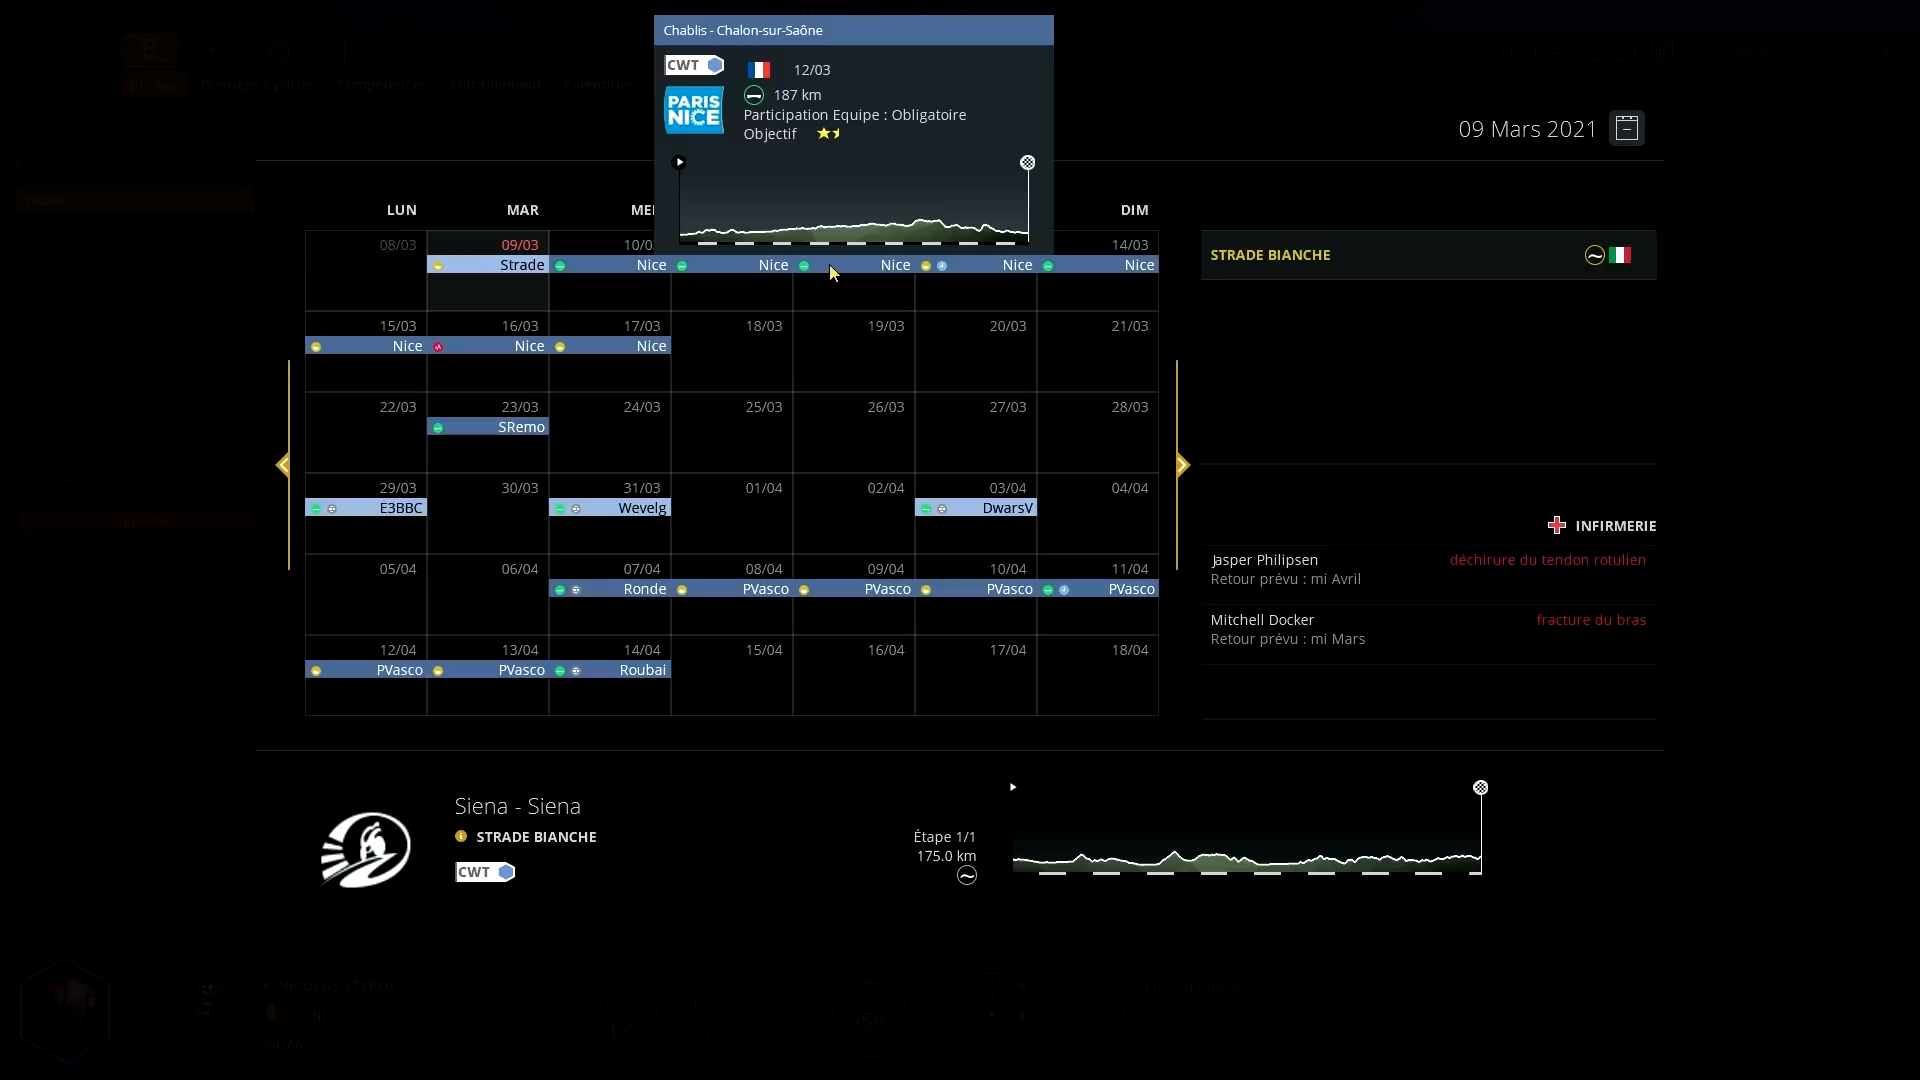 Chablis - Chalon-sur-Saône
CWT
12/03
PARIS
NICE
187 km
Participation Equipe : Obligatoire
Objectif
Données Cycliste
Compétences
Entraînement
Calendrier
09 Mars 2021
LUN
MAR
DIM
08/03
09/03
14/03
Strade
Nice
Nice
Nice
Nice
Nice
15/03
16/03
17/03
18/03
19/03
20/03
21/03
Nice
Nice
Nice
22/03
23/03
24/03
25/03
26/03
27/03
28/03
SRemo
29/03
30/03
31/03
01/04
02/04
03/04
04/04
E3BBC
Wevelg
DwarsV
05/04
06/04
07/04
08/04
09/04
10/04
11/04
Ronde
PVasco
PVasco
PVasco
PVasco
12/04
13/04
14/04
15/04
16/04
17/04
18/04
PVasco
PVasco
Roubai
STRADE BIANCHE
INFIRMERIE
Jasper Philipsen
déchirure du tendon rotulien
Retour prévu : mi Avril
Mitchell Docker
fracture du bras
Retour prévu : mi Mars
Siena - Siena
STRADE BIANCHE
CWT
Étape 1/1
175.0 km
Supprimer